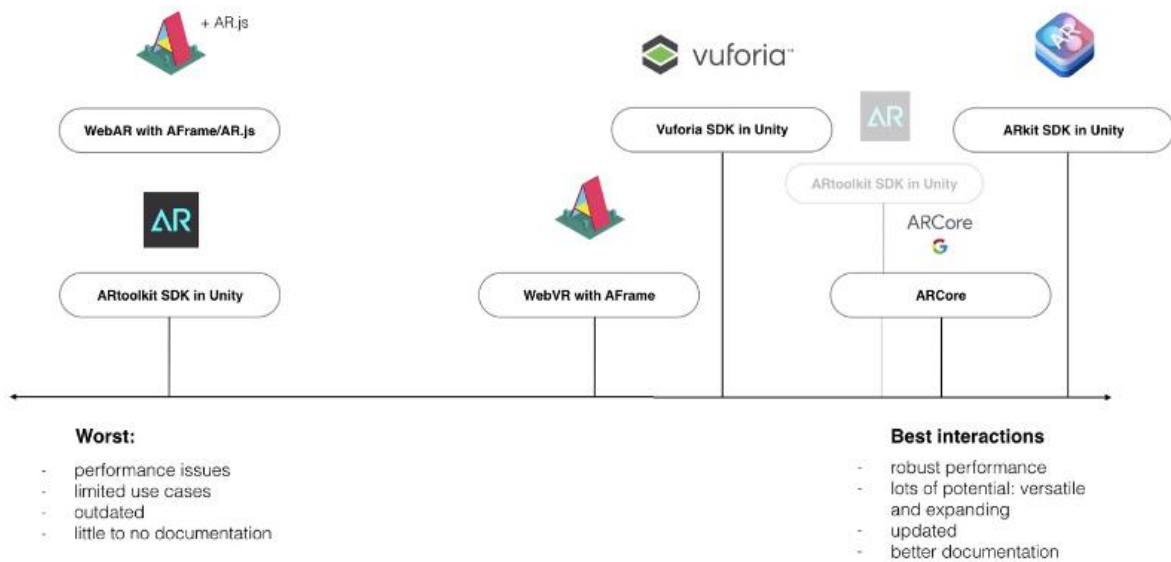 + AR.js
vuforia™
AR
AR
WebAR with AFrame/AR.js
Vuforia SDK in Unity
ARkit SDK in Unity
ARtoolkit SDK in Unity
AR
ARCore
G
ARtoolkit SDK in Unity
WebVR with AFrame
ARCore
Worst:
- performance issues
- limited use cases
- outdated
- little to no documentation
Best interactions
- robust performance
- lots of potential: versatile
and expanding
- updated
- better documentation